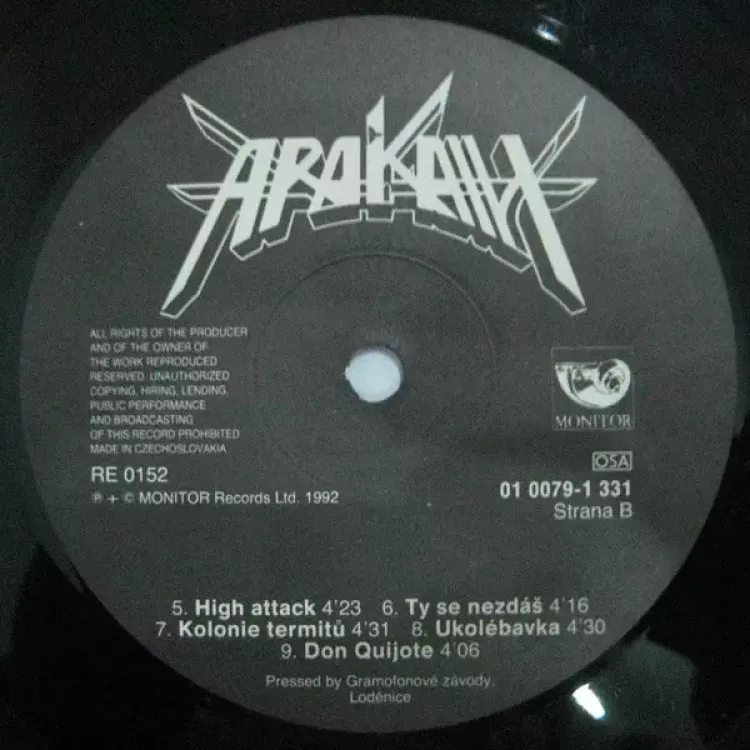 ARAKAIN
ALL RIGHTS OF THE PRODUCER
AND OF THE OWNER OF
THE WORK REPRODUCED
RESERVED. UNAUTHORIZED
COPYING, HIRING, LENDING,
PUBLIC PERFORMANCE
AND BROADCASTING
OF THIS RECORD PROHIBITED
MADE IN CZECHOSLOVAKIA
RE 0152
℗ + © MONITOR Records Ltd. 1992
MONITOR
OSA
01 0079-1 331
Strana B
5. High attack 4'23 6. Ty se nezdáš 4'16
7. Kolonie termitů 4'31 8. Ukolébavka 4'30
9. Don Quijote 4'06
Pressed by Gramofonové závody,
Loděnice